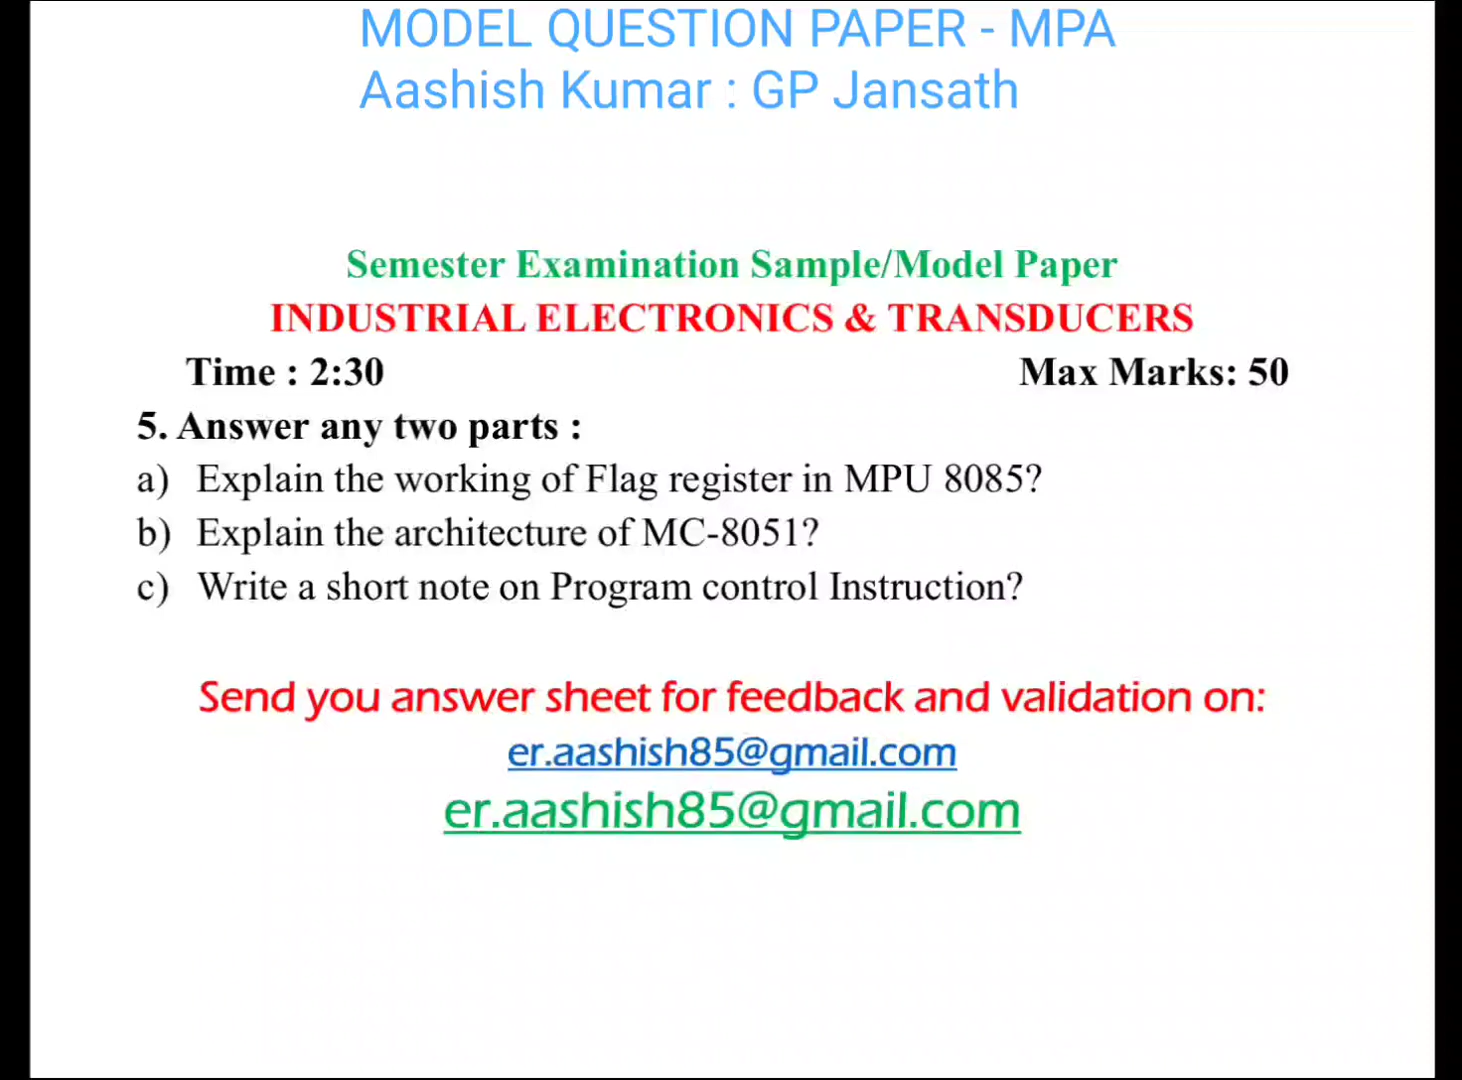 MODEL QUESTION PAPER - MPA
Aashish Kumar : GP Jansath
Semester Examination Sample/Model Paper
INDUSTRIAL ELECTRONICS & TRANSDUCERS
Time : 2:30 Max Marks: 50
5. Answer any two parts :
a) Explain the working of Flag register in MPU 8085?
b) Explain the architecture of MC-8051?
c) Write a short note on Program control Instruction?
Send you answer sheet for feedback and validation on:
er.aashish85@gmail.com
er.aashish85@gmail.com